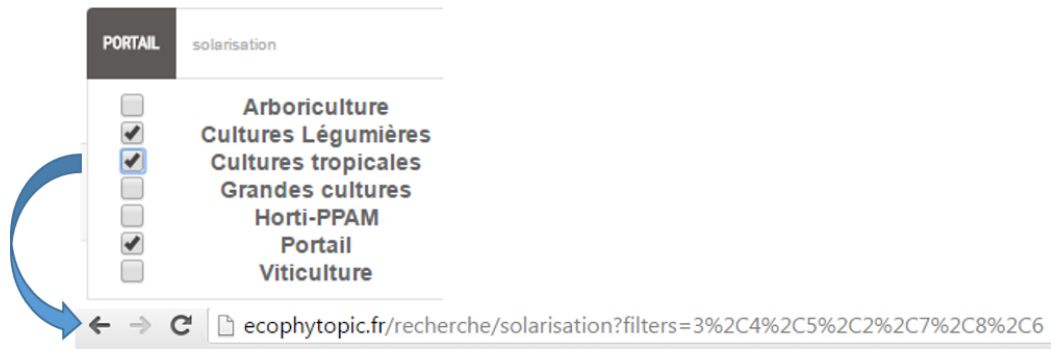 PORTAIL solarisation
Arboriculture
Cultures Légumières
Cultures tropicales
Grandes cultures
Horti-PPAM
Portail
Viticulture
ecophytopic.fr/recherche/solarisation?filters=3%2C4%2C5%2C2%2C7%2C8%2C6